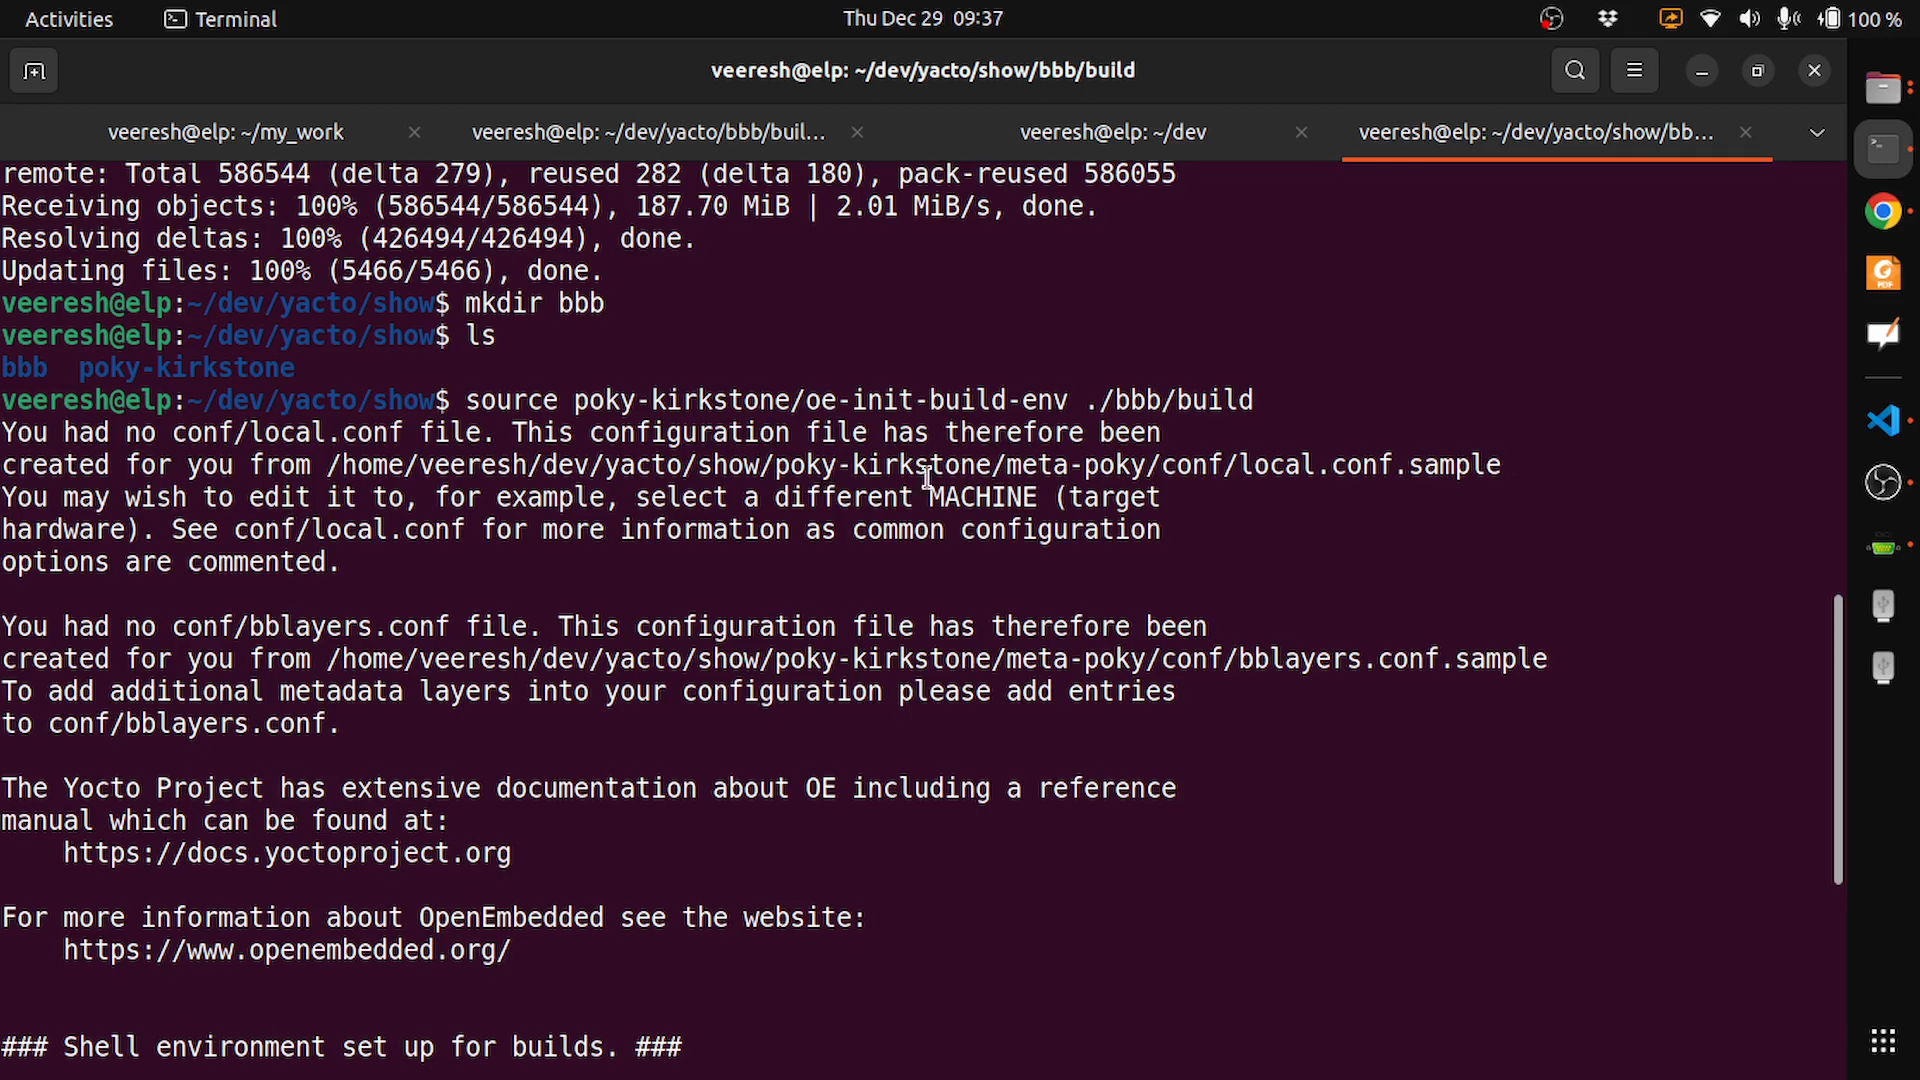 Activities
Terminal
Thu Dec 29 09:37
100 %
veeresh@elp: ~/dev/yacto/show/bbb/build
veeresh@elp: ~/my_work
veeresh@elp: ~/dev/yacto/bbb/buil...
veeresh@elp: ~/dev
veeresh@elp: ~/dev/yacto/show/bb...
remote: Total 586544 (delta 279), reused 282 (delta 180), pack-reused 586055
Receiving objects: 100% (586544/586544), 187.70 MiB | 2.01 MiB/s, done.
Resolving deltas: 100% (426494/426494), done.
Updating files: 100% (5466/5466), done.
veeresh@elp:~/dev/yacto/show$ mkdir bbb
veeresh@elp:~/dev/yacto/show$ ls
bbb  poky-kirkstone
veeresh@elp:~/dev/yacto/show$ source poky-kirkstone/oe-init-build-env ./bbb/build
You had no conf/local.conf file. This configuration file has therefore been
created for you from /home/veeresh/dev/yacto/show/poky-kirkstone/meta-poky/conf/local.conf.sample
You may wish to edit it to, for example, select a different MACHINE (target
hardware). See conf/local.conf for more information as common configuration
options are commented.
You had no conf/bblayers.conf file. This configuration file has therefore been
created for you from /home/veeresh/dev/yacto/show/poky-kirkstone/meta-poky/conf/bblayers.conf.sample
To add additional metadata layers into your configuration please add entries
to conf/bblayers.conf.
The Yocto Project has extensive documentation about OE including a reference
manual which can be found at:
https://docs.yoctoproject.org
For more information about OpenEmbedded see the website:
https://www.openembedded.org/
### Shell environment set up for builds. ###
PDF